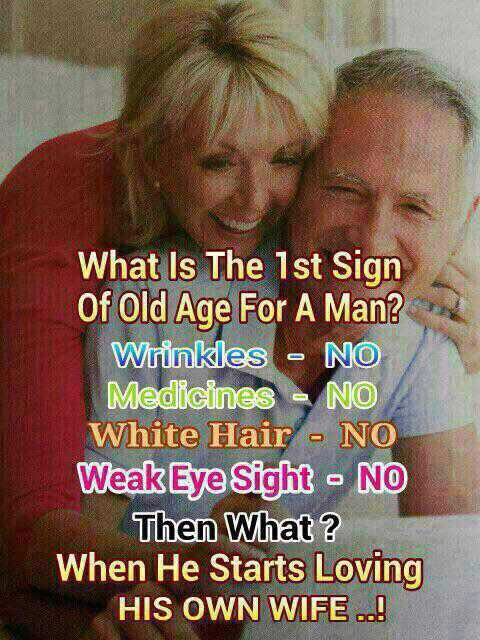 What Is The 1st Sign
Of Old Age For A Man?
Wrinkles - NO
Medicines - NO
White Hair - NO
Weak Eye Sight - NO
Then What ?
When He Starts Loving
HIS OWN WIFE ..!